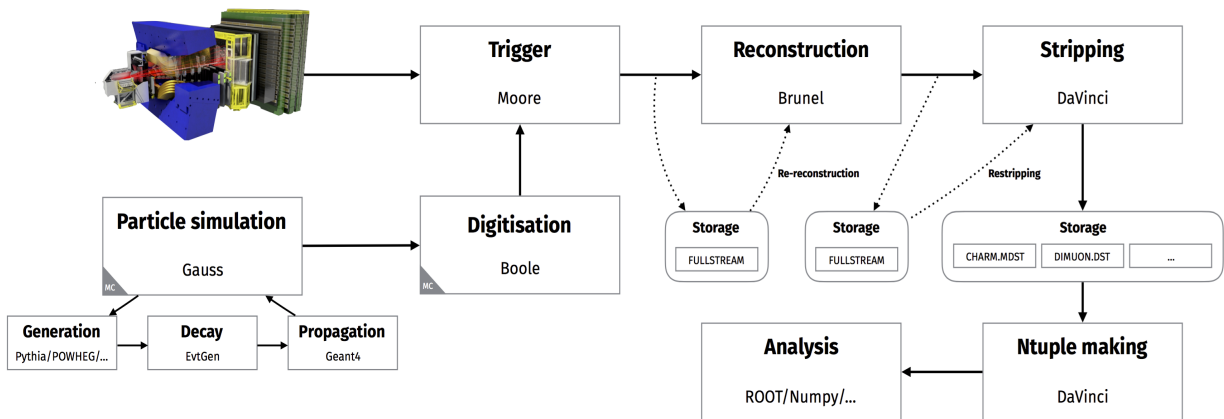 Trigger
Moore
Reconstruction
Brunel
Stripping
DaVinci
Re-reconstruction
Restripping
Particle simulation
Gauss
MC
Digitisation
Boole
MC
Storage
FULLSTREAM
Storage
FULLSTREAM
Storage
CHARM.MDST
DIMUON.DST
...
Generation
Pythia/POWHEG/...
Decay
EvtGen
Propagation
Geant4
Analysis
ROOT/Numpy/...
Ntuple making
DaVinci